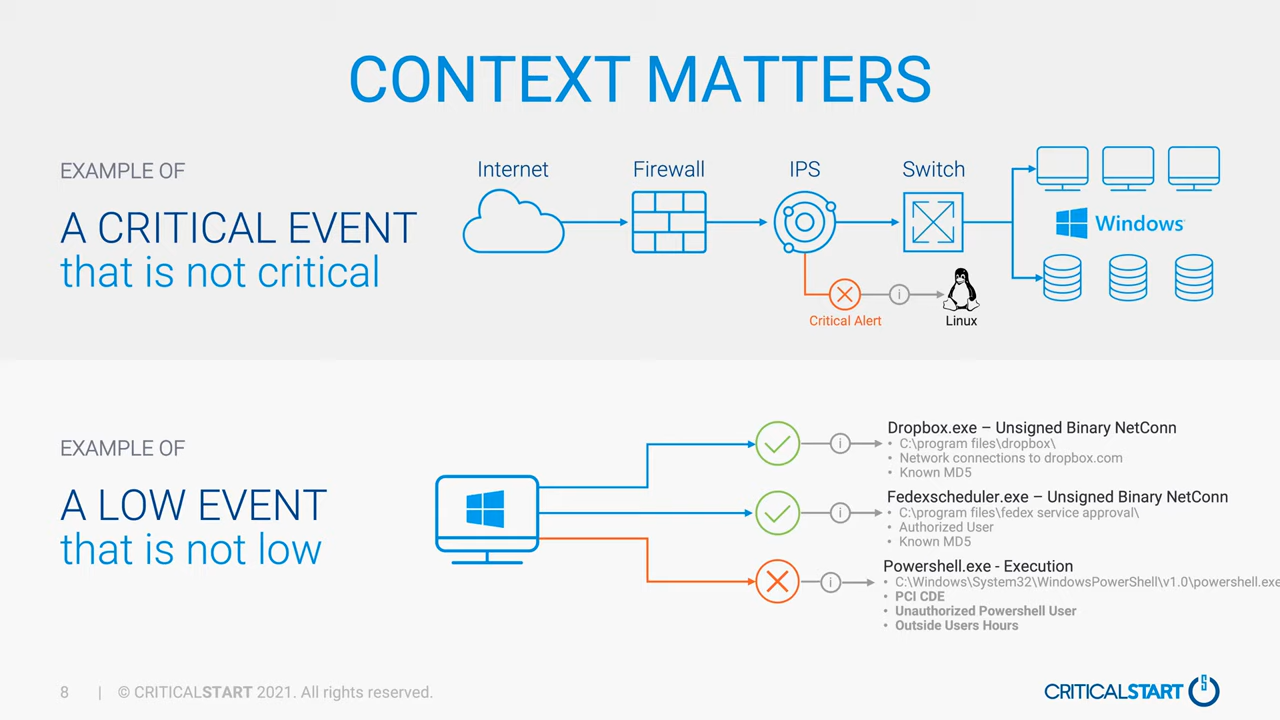 CONTEXT MATTERS
EXAMPLE OF
A CRITICAL EVENT
that is not critical
Internet
Firewall
IPS
Switch
Windows
Critical Alert
i
Linux
EXAMPLE OF
A LOW EVENT
that is not low
i
Dropbox.exe – Unsigned Binary NetConn
• C:\program files\dropbox\
• Network connections to dropbox.com
• Known MD5
i
Fedexscheduler.exe – Unsigned Binary NetConn
• C:\program files\fedex service approval\
• Authorized User
• Known MD5
i
Powershell.exe - Execution
• C:\Windows\System32\WindowsPowerShell\v1.0\powershell.exe
• PCI CDE
• Unauthorized Powershell User
• Outside Users Hours
8 | © CRITICALSTART 2021. All rights reserved.
CRITICALSTART